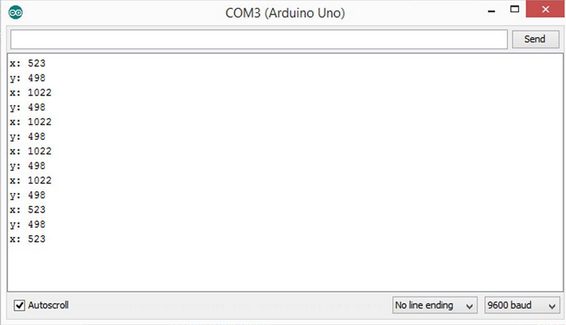 COM3 (Arduino Uno)
Send
x: 523
y: 498
x: 1022
y: 498
x: 1022
y: 498
x: 1022
y: 498
x: 1022
y: 498
x: 523
y: 498
x: 523
Autoscroll
No line ending
9600 baud